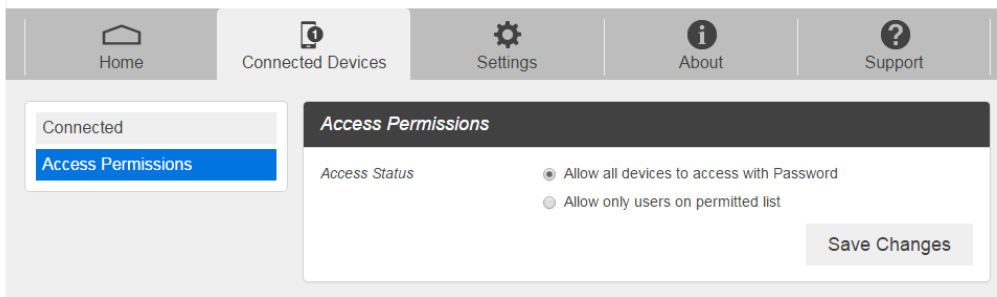 1
Home
Connected Devices
Settings
About
Support
Connected
Access Permissions
Access Permissions
Access Status
Allow all devices to access with Password
Allow only users on permitted list
Save Changes